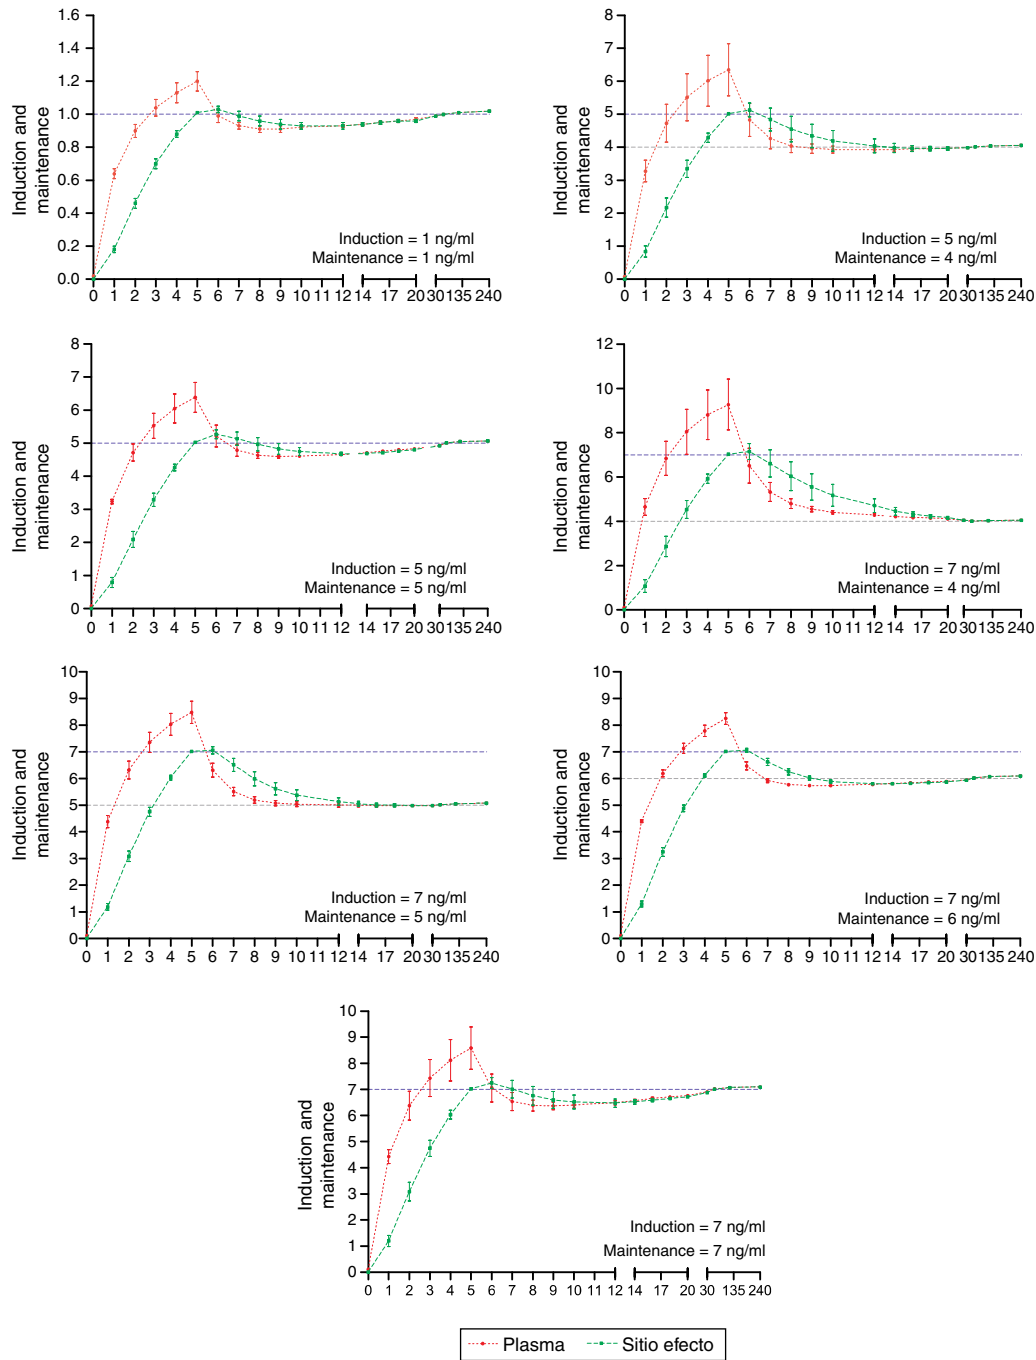 1.6
1.4
1.2
1.0
0.8
0.6
0.4
0.2
0.0
Induction and
maintenance
Induction = 1 ng/ml
Maintenance = 1 ng/ml
0 1 2 3 4 5 6 7 8 9 10 11 12 14 17 20 30 135 240
8
7
6
5
4
3
2
1
0
Induction and
maintenance
Induction = 5 ng/ml
Maintenance = 4 ng/ml
0 1 2 3 4 5 6 7 8 9 10 11 12 14 17 20 30 135 240
8
7
6
5
4
3
2
1
0
Induction and
maintenance
Induction = 5 ng/ml
Maintenance = 5 ng/ml
0 1 2 3 4 5 6 7 8 9 10 11 12 14 17 20 30 135 240
12
10
8
6
4
2
0
Induction and
maintenance
Induction = 7 ng/ml
Maintenance = 4 ng/ml
0 1 2 3 4 5 6 7 8 9 10 11 12 14 17 20 30 135 240
10
9
8
7
6
5
4
3
2
1
0
Induction and
maintenance
Induction = 7 ng/ml
Maintenance = 5 ng/ml
0 1 2 3 4 5 6 7 8 9 10 11 12 14 17 20 30 135 240
10
9
8
7
6
5
4
3
2
1
0
Induction and
maintenance
Induction = 7 ng/ml
Maintenance = 6 ng/ml
0 1 2 3 4 5 6 7 8 9 10 11 12 14 17 20 30 135 240
10
9
8
7
6
5
4
3
2
1
0
Induction and
maintenance
Induction = 7 ng/ml
Maintenance = 7 ng/ml
0 1 2 3 4 5 6 7 8 9 10 11 12 14 17 20 30 135 240
Plasma Sitio efecto